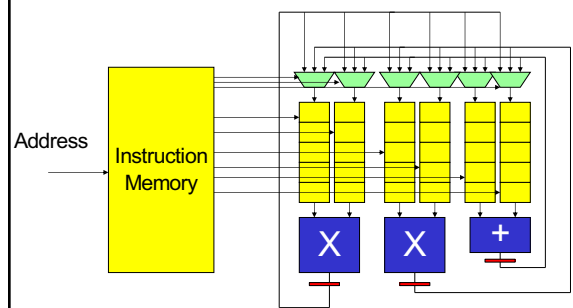 Address
Instruction
Memory
X
X
+